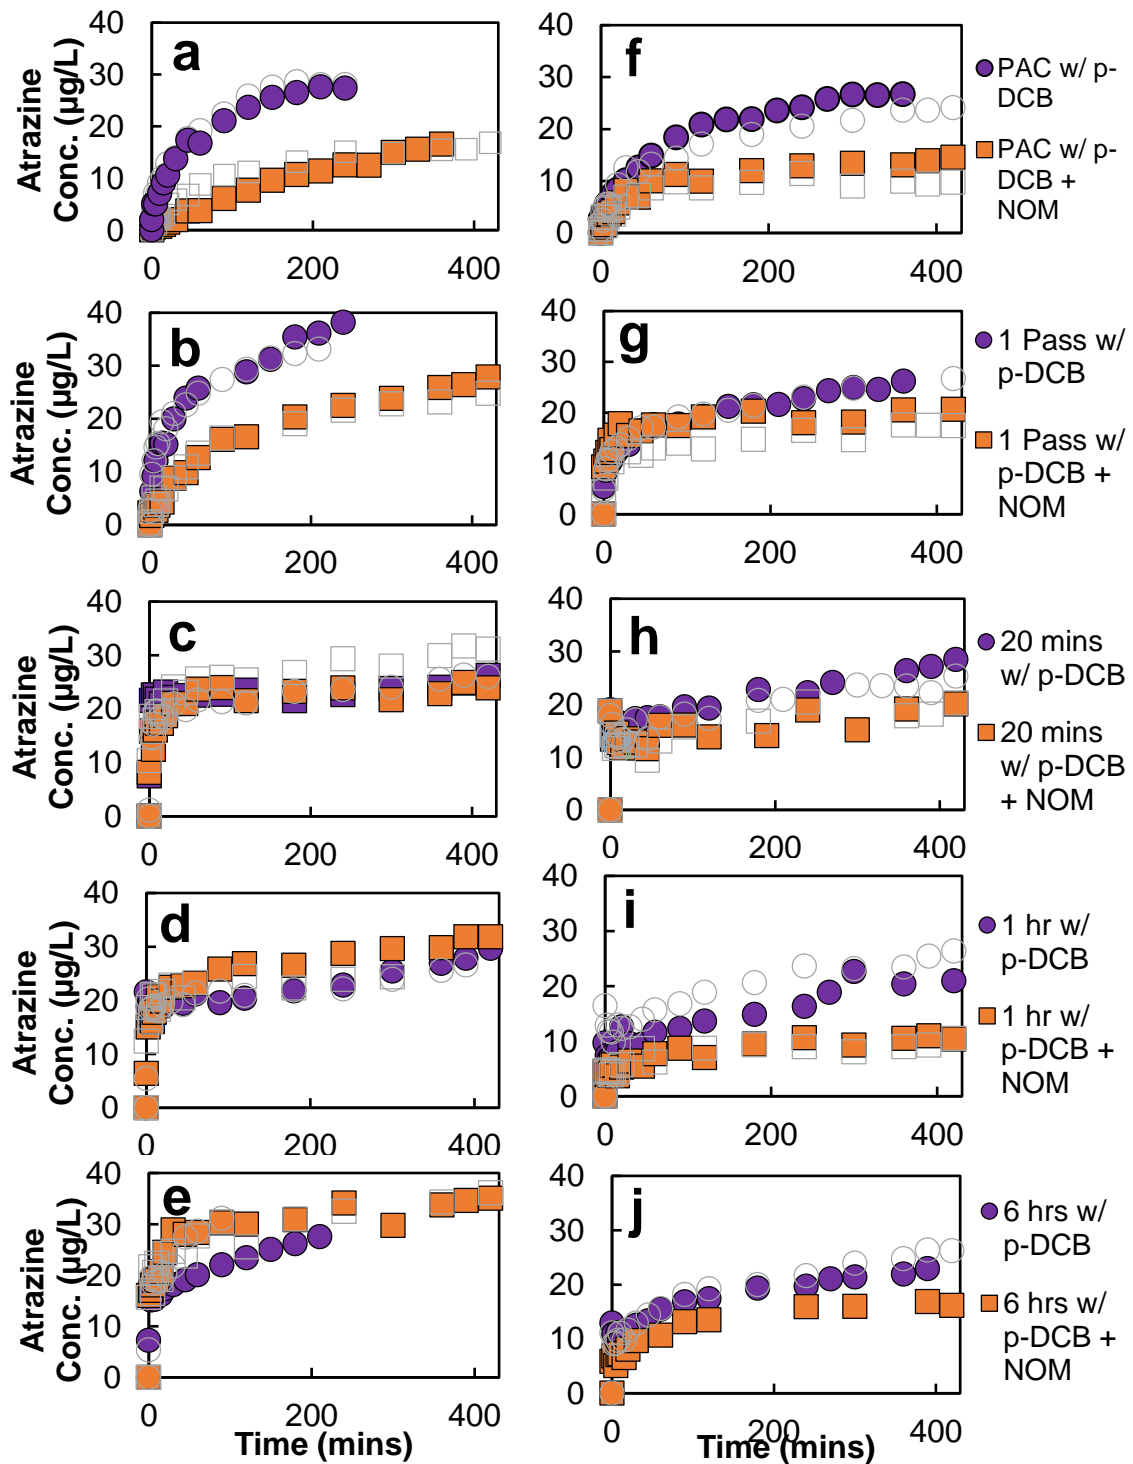 Atrazine
Conc. (µg/L)
40
30
20
10
0
a
0
200
400
40
30
20
10
0
f
0
200
400
PAC w/ p-
DCB
PAC w/ p-
DCB +
NOM
Atrazine
Conc. (µg/L)
40
30
20
10
0
b
0
200
400
40
30
20
10
0
g
0
200
400
1 Pass w/
p-DCB
1 Pass w/
p-DCB +
NOM
Atrazine
Conc. (µg/L)
40
30
20
10
0
c
0
200
400
40
30
20
10
0
h
0
200
400
20 mins
w/ p-DCB
20 mins
w/ p-DCB
+ NOM
Atrazine
Conc. (µg/L)
40
30
20
10
0
d
0
200
400
40
30
20
10
0
i
0
200
400
1 hr w/
p-DCB
1 hr w/
p-DCB +
NOM
Atrazine
Conc. (µg/L)
40
30
20
10
0
e
0
200
400
Time (mins)
40
30
20
10
0
j
0
200
400
Time (mins)
6 hrs w/
p-DCB
6 hrs w/
p-DCB +
NOM